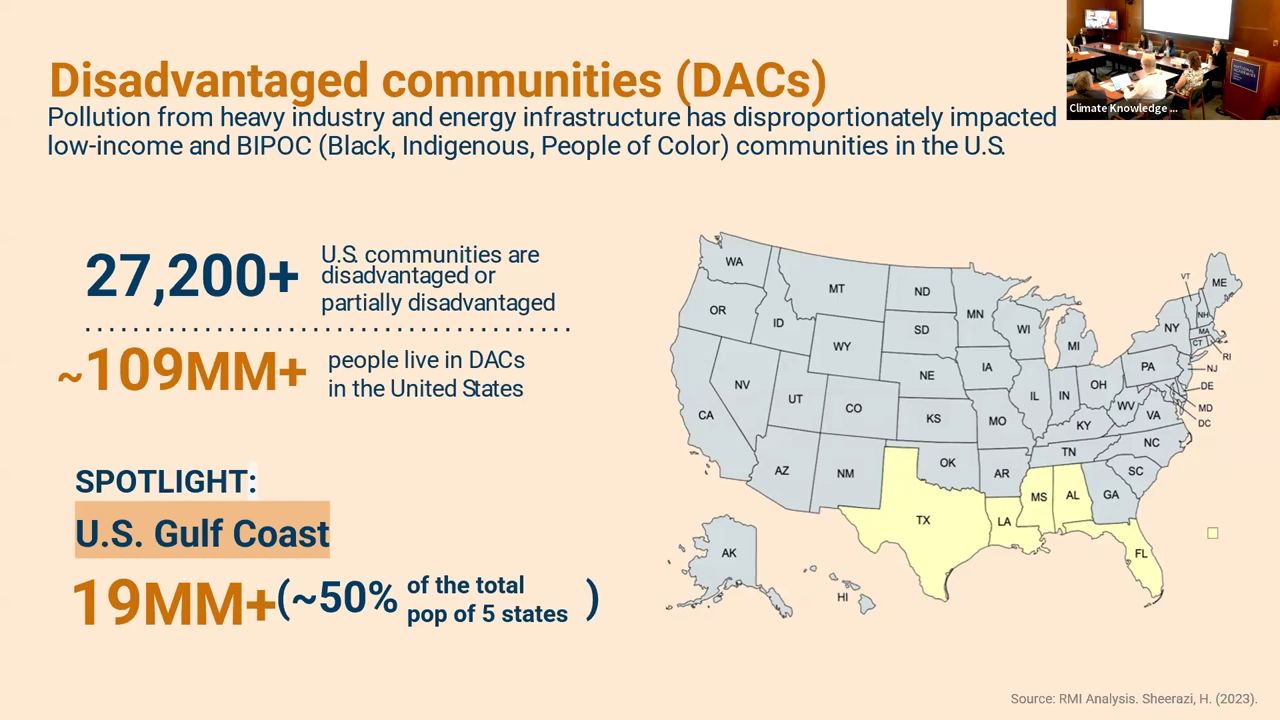 Disadvantaged communities (DACs)
Pollution from heavy industry and energy infrastructure has disproportionately impacted
low-income and BIPOC (Black, Indigenous, People of Color) communities in the U.S.
Climate Knowledge ...
NATIONAL
ACADEMIES
27,200+
U.S. communities are
disadvantaged or
partially disadvantaged
~109MM+
people live in DACs
in the United States
SPOTLIGHT:
U.S. Gulf Coast
19MM+(~50% of the total
pop of 5 states )
WA
OR
CA
ID
NV
MT
WY
UT
AZ
CO
NM
ND
SD
NE
KS
OK
TX
MN
IA
MO
AR
LA
WI
IL
MI
IN
OH
KY
TN
MS
AL
GA
FL
SC
NC
VA
WV
PA
NY
VT
NH
MA
CT
ME
RI
NJ
DE
MD
DC
AK
HI
Source: RMI Analysis. Sheerazi, H. (2023).